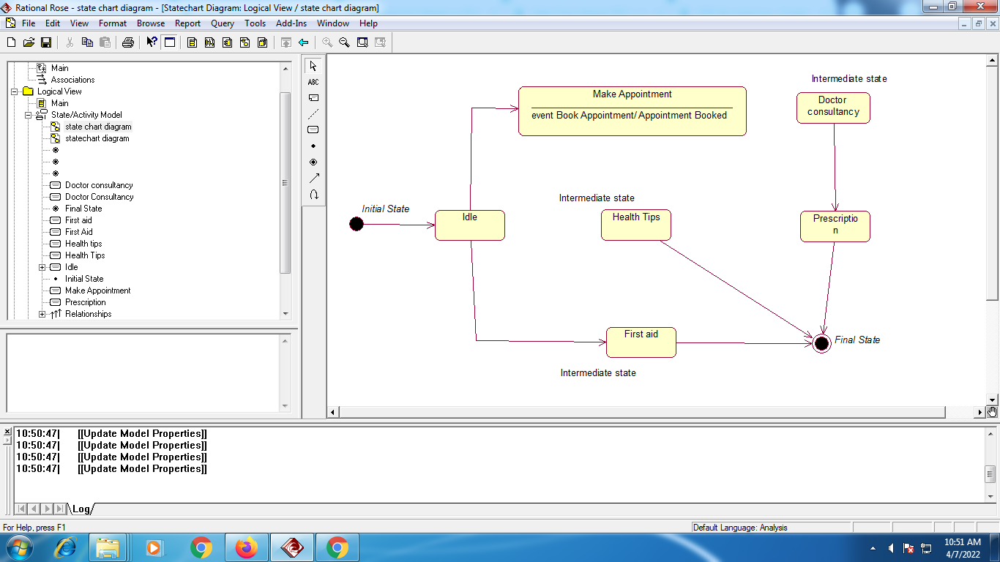 Rational Rose - state chart diagram - [Statechart Diagram: Logical View / state chart diagram]
File Edit View Format Browse Report Query Tools Add-Ins Window Help
Main
Associations
Logical View
Main
State/Activity Model
state chart diagram
statechart diagram
Doctor consultancy
Doctor Consultancy
Final State
First aid
First Aid
Health tips
Health Tips
Idle
Initial State
Make Appointment
Prescription
Relationships
ABC
Intermediate state
Make Appointment
event Book Appointment/ Appointment Booked
Doctor
consultancy
Intermediate state
Initial State
Idle
Health Tips
Prescriptio
n
First aid
Final State
Intermediate state
10:50:47| [[Update Model Properties]]
10:50:47| [[Update Model Properties]]
10:50:47| [[Update Model Properties]]
10:50:47| [[Update Model Properties]]
Log
For Help, press F1
Default Language: Analysis
10:51 AM
4/7/2022